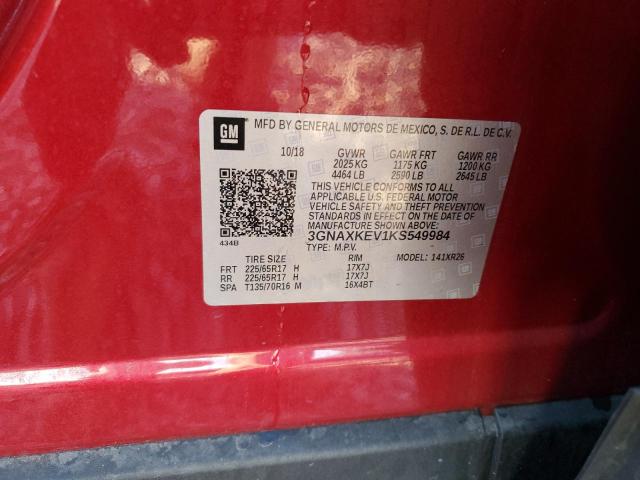 GM MFD BY GENERAL MOTORS DE MEXICO, S. DE R.L. DE C.V.
10/18 GVWR GAWR FRT GAWR RR
2025 KG 1175 KG 1200 KG
4464 LB 2590 LB 2645 LB
THIS VEHICLE CONFORMS TO ALL
APPLICABLE U.S. FEDERAL MOTOR
VEHICLE SAFETY AND THEFT PREVENTION
STANDARDS IN EFFECT ON THE DATE OF
MANUFACTURE SHOWN ABOVE.
434B 3GNAXKEV1KS549984
TYPE: M.P.V. MODEL: 141XR26
TIRE SIZE RIM
FRT 225/65R17 H 17X7J
RR 225/65R17 H 17X7J
SPA T135/70R16 M 16X4BT